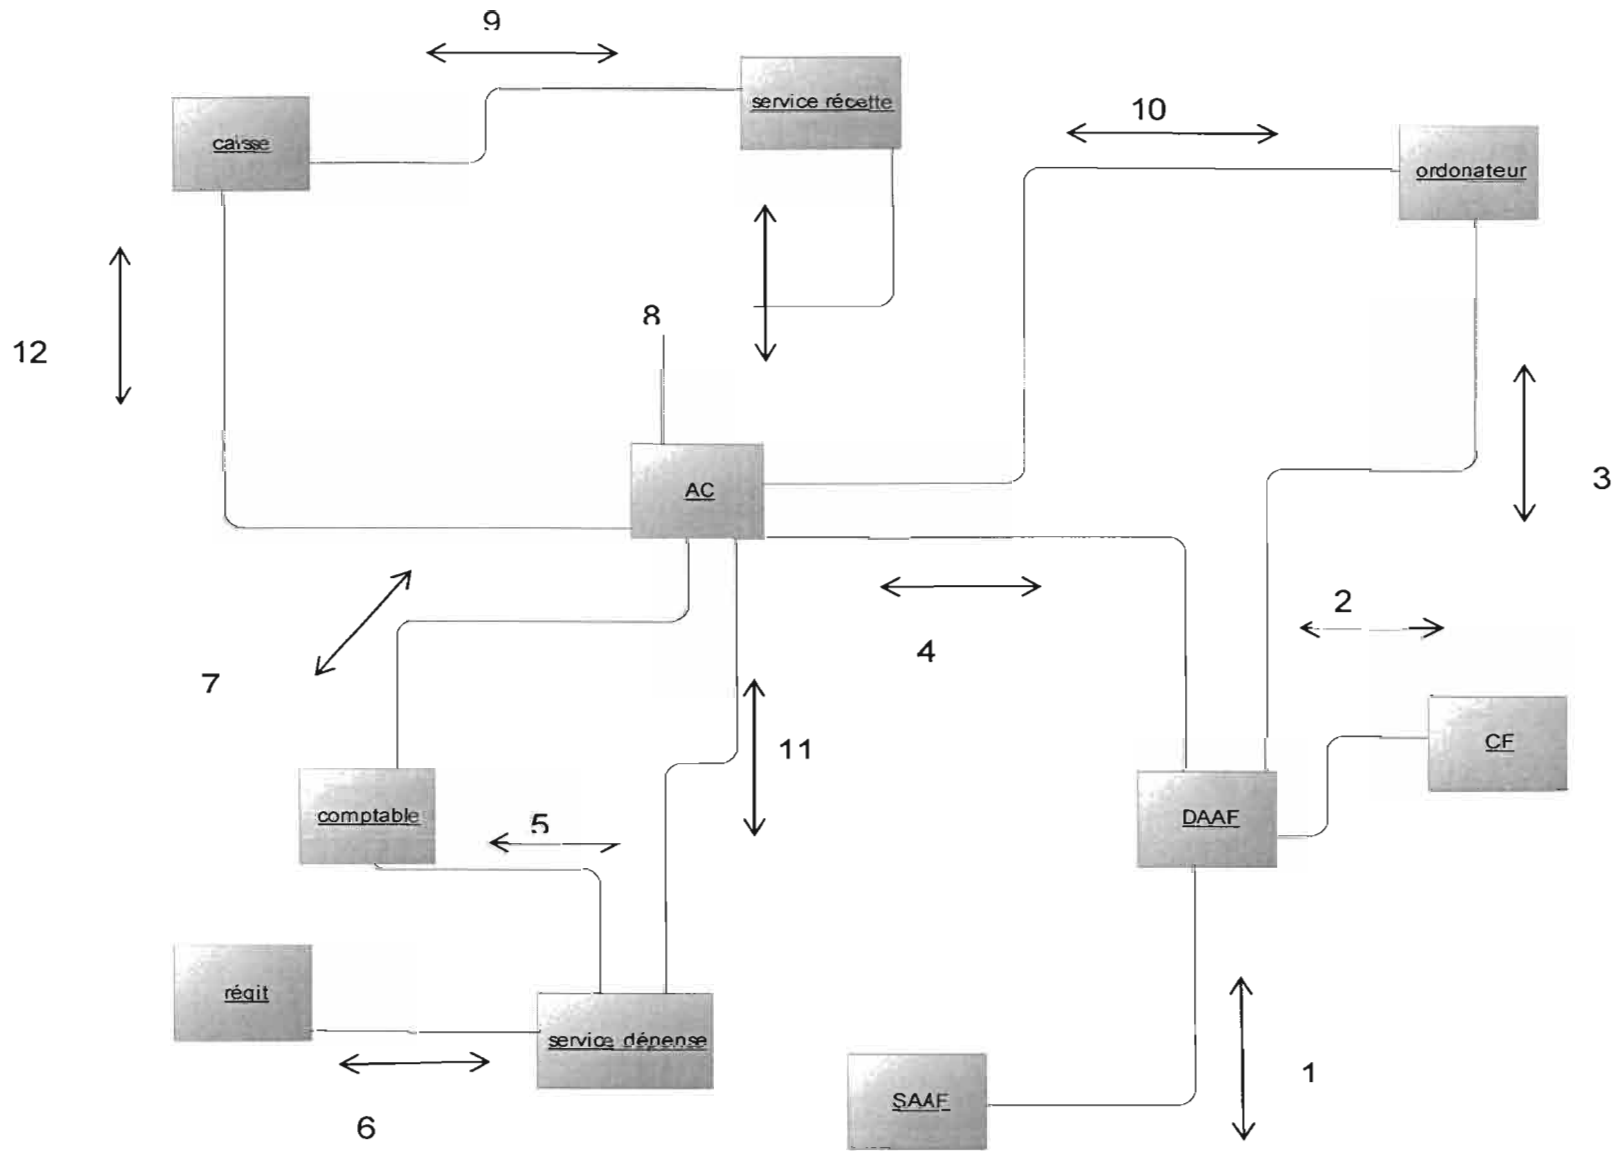 9
service récette
10
caisse
ordonateur
8
12
3
AC
2
4
7
11
CF
comptable
5
DAAF
régit
service dépense
SAAF
1
6